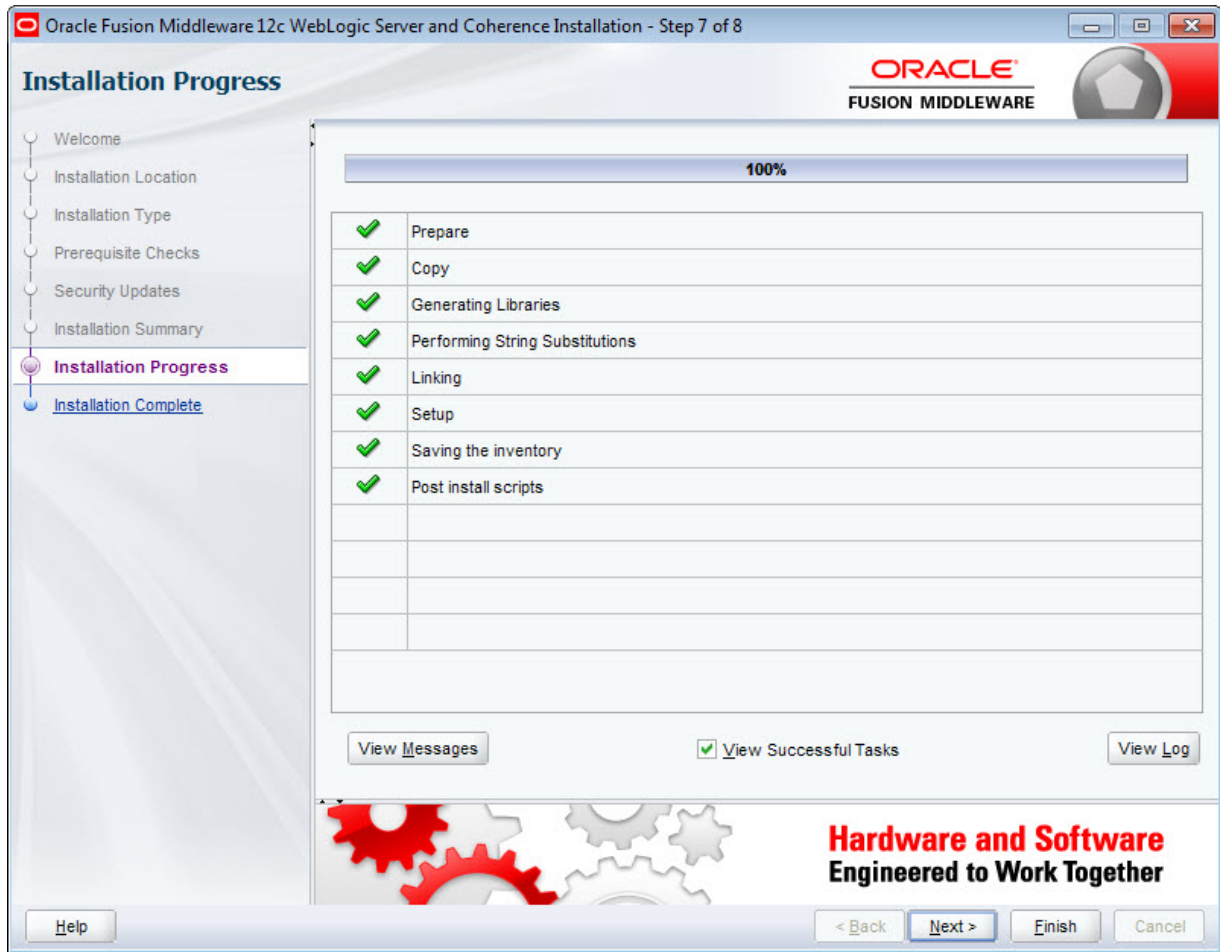 Oracle Fusion Middleware 12c WebLogic Server and Coherence Installation - Step 7 of 8
Installation Progress
ORACLE
FUSION MIDDLEWARE
Welcome
Installation Location
Installation Type
Prerequisite Checks
Security Updates
Installation Summary
Installation Progress
Installation Complete
100%
Prepare
Copy
Generating Libraries
Performing String Substitutions
Linking
Setup
Saving the inventory
Post install scripts
View Messages
View Successful Tasks
View Log
Hardware and Software
Engineered to Work Together
Help
< Back
Next >
Finish
Cancel